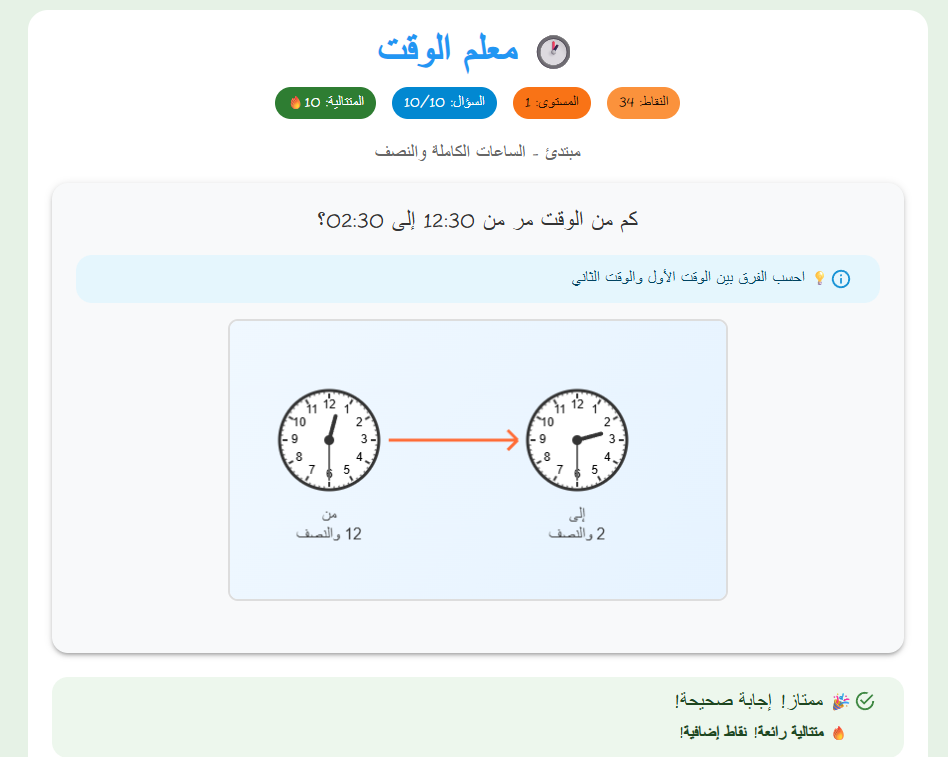 معلم الوقت
النقاط: 34
المستوى: 1
السؤال: 10/10
المتتالية: 10 🔥
مبتدئ - الساعات الكاملة والنصف
كم من الوقت مر من 12:30 إلى 02:30؟
💡 احسب الفرق بين الوقت الأول والوقت الثاني
12 1 2 3 4 5 6 7 8 9 10 11
12 1 2 3 4 5 6 7 8 9 10 11
من
12 والنصف
إلى
2 والنصف
🎉 ممتاز! إجابة صحيحة!
🔥 متتالية رائعة! نقاط إضافية!